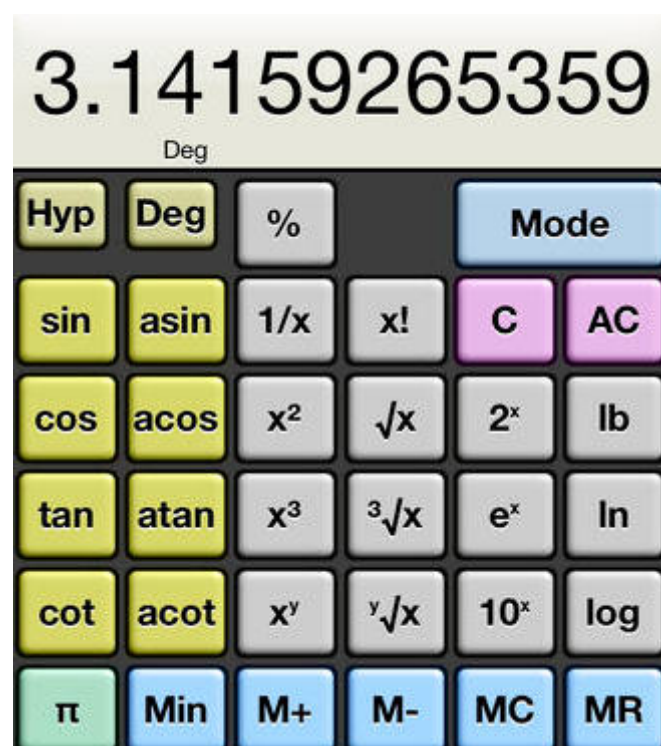 3.14159265359
Deg
Hyp Deg % Mode
sin asin 1/x x! C AC
cos acos x² √x 2ˣ lb
tan atan x³ ³√x eˣ ln
cot acot xʸ ʸ√x 10ˣ log
π Min M+ M- MC MR